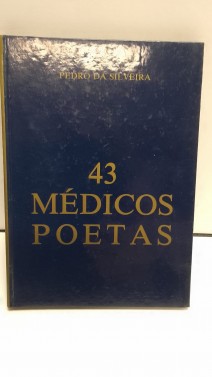 PEDRO DA SILVEIRA
43
MÉDICOS
POETAS